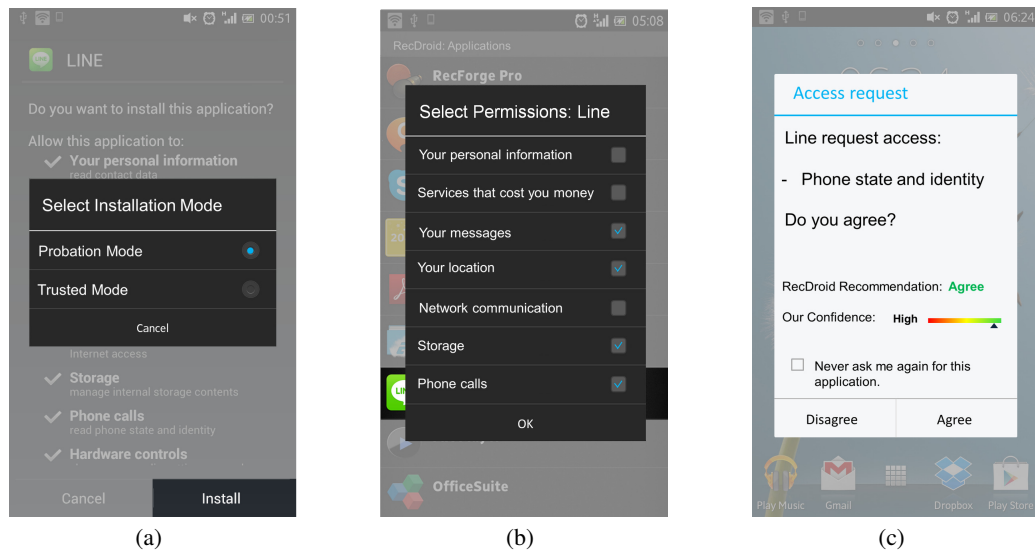 00:51
LINE
Do you want to install this application?
Allow this application to:
Your personal information
read contact data
Select Installation Mode
Probation Mode
Trusted Mode
Cancel
Internet access
Storage
manage internal storage contents
Phone calls
read phone state and identity
Hardware controls
Cancel Install
(a)
05:08
RecDroid: Applications
RecForge Pro
Select Permissions: Line
Your personal information
Services that cost you money
Your messages
Your location
Network communication
Storage
Phone calls
OK
OfficeSuite
(b)
06:24
Access request
Line request access:
- Phone state and identity
Do you agree?
RecDroid Recommendation: Agree
Our Confidence: High
Never ask me again for this
application.
Disagree Agree
Play Music Gmail Dropbox Play Store
(c)